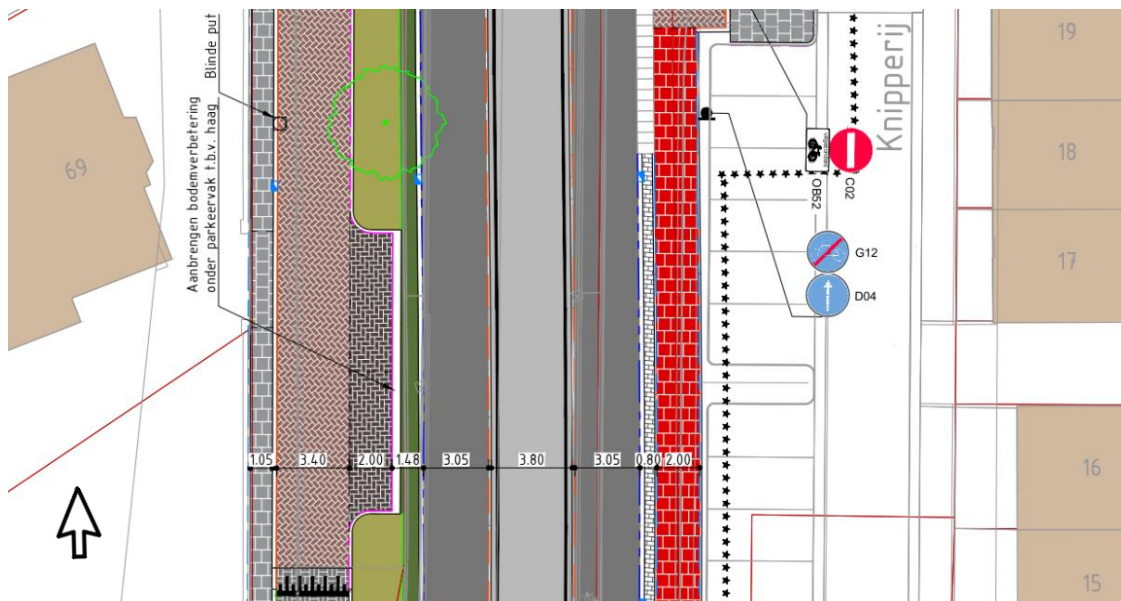 Blinde put
Aanbrengen bodemverbetering
onder parkeervak t.b.v. haag
69
Knipperij
19
18
17
16
15
OB52
C02
G12
D04
1.05 3.40 2.00 1.48 3.05 3.80 3.05 0.80 2.00